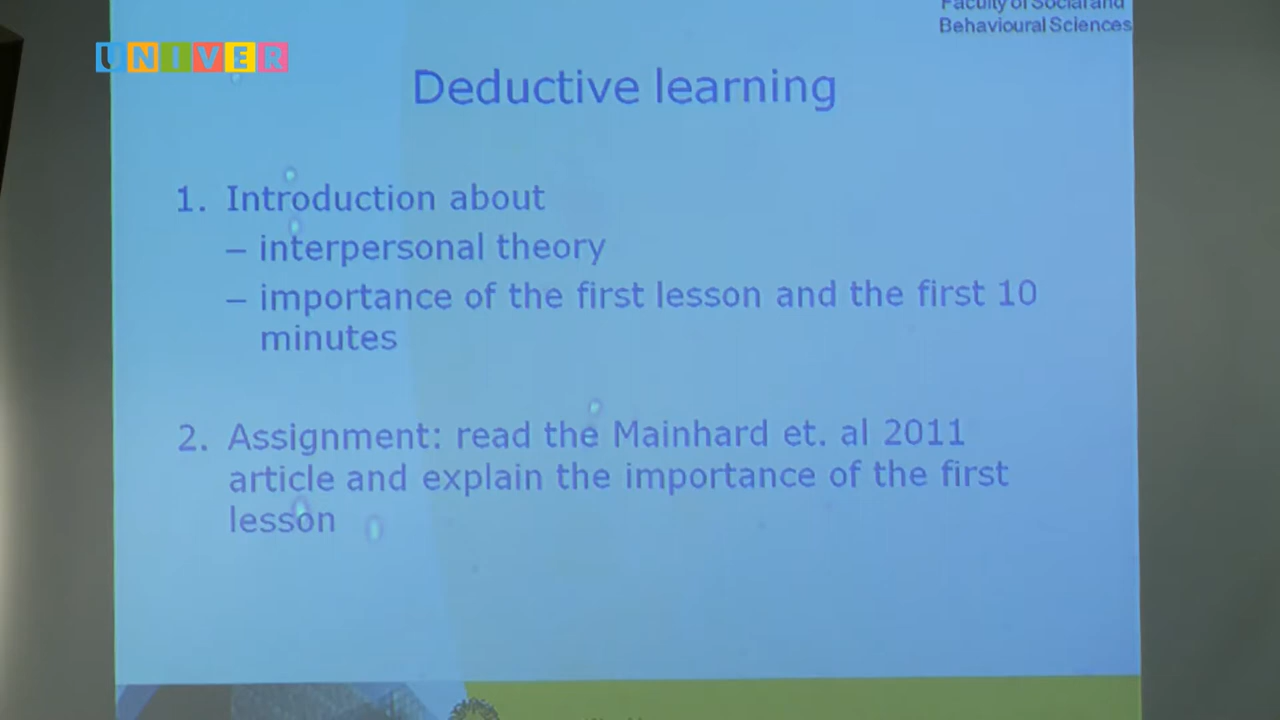 Faculty of Social and
Behavioural Sciences
UNIVER
Deductive learning
1. Introduction about
– interpersonal theory
– importance of the first lesson and the first 10
minutes
2. Assignment: read the Mainhard et. al 2011
article and explain the importance of the first
lesson